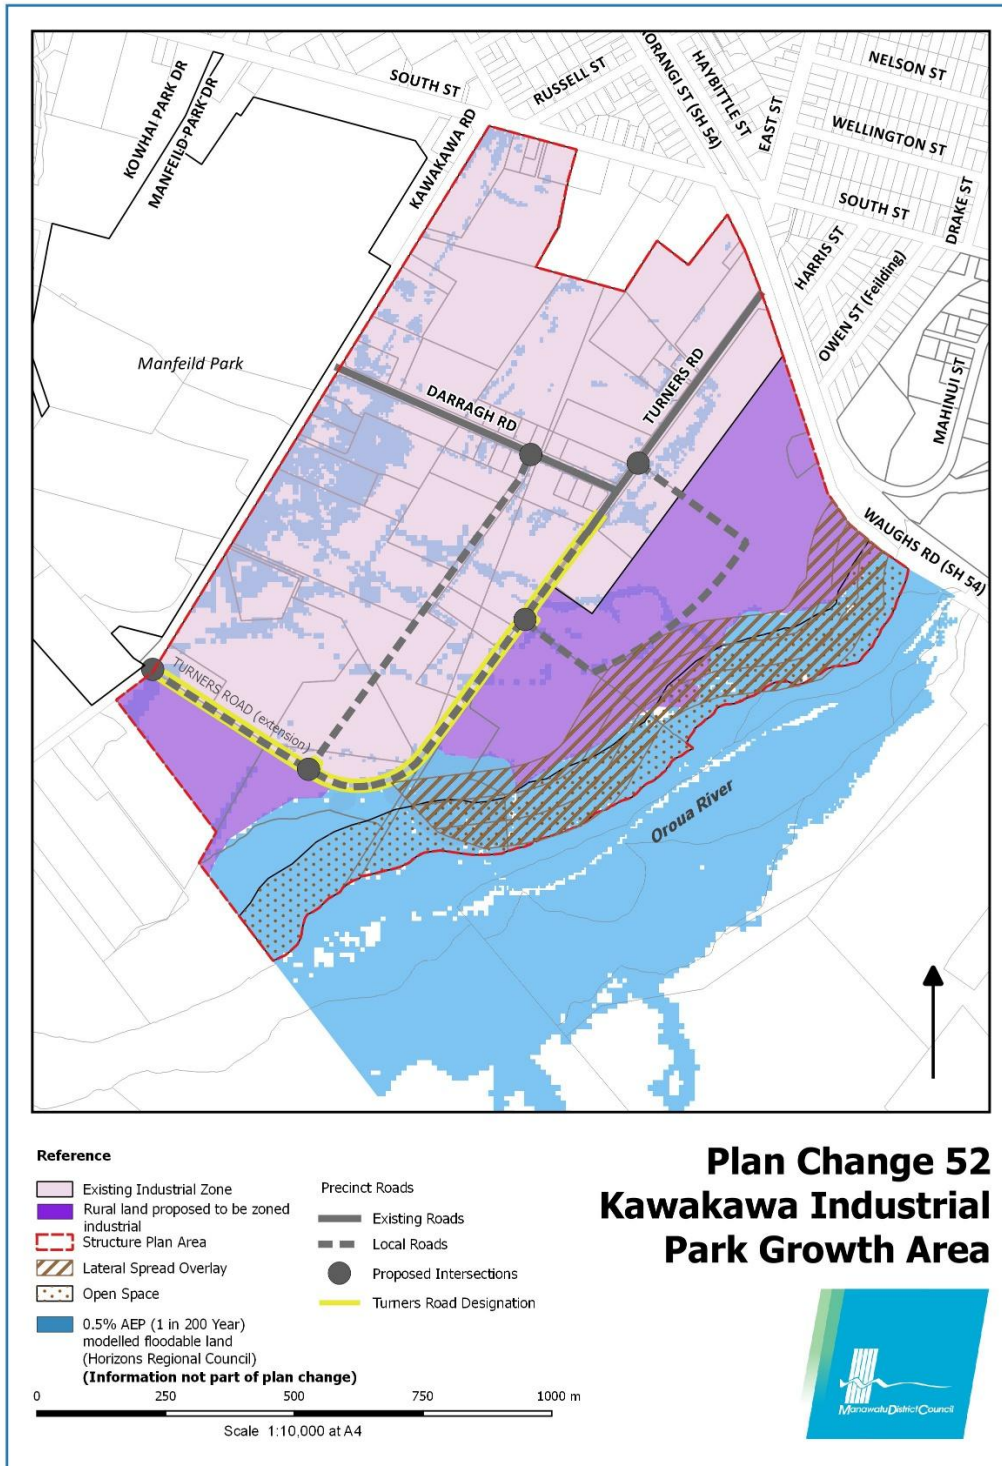 KOWHAI PARK DR
MANFEILD PARK DR
SOUTH ST
KAWAKAWA RD
RUSSELL ST
HAYBITTLE ST
EAST ST
NELSON ST
WELLINGTON ST
SOUTH ST
DRAKE ST
HARRIS ST
OWEN ST (Feilding)
MAHINUI ST
Manfeild Park
DARRAGH RD
TURNERS RD
WAUGHS RD (SH 54)
TURNERS ROAD (extension)
Oroua River
Reference
Existing Industrial Zone
Rural land proposed to be zoned
industrial
Structure Plan Area
Lateral Spread Overlay
Open Space
0.5% AEP (1 in 200 Year)
modelled floodable land
(Horizons Regional Council)
(Information not part of plan change)
Precinct Roads
Existing Roads
Local Roads
Proposed Intersections
Turners Road Designation
0 250 500 750 1000 m
Scale 1:10,000 at A4
Plan Change 52
Kawakawa Industrial
Park Growth Area
Manawatu District Council